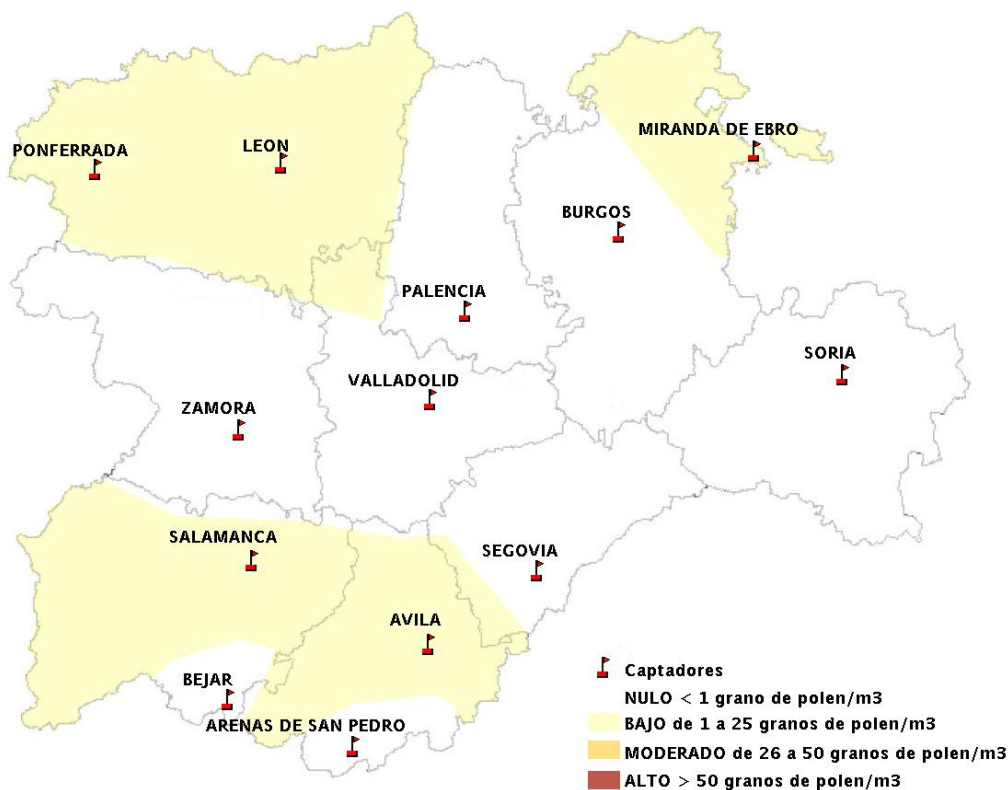 MIRANDA DE EBRO
PONFERRADA
LEON
BURGOS
PALENCIA
SORIA
VALLADOLID
ZAMORA
SALAMANCA
SEGOVIA
AVILA
BEJAR
ARENAS DE SAN PEDRO
Captadores
NULO < 1 grano de polen/m3
BAJO de 1 a 25 granos de polen/m3
MODERADO de 26 a 50 granos de polen/m3
ALTO > 50 granos de polen/m3